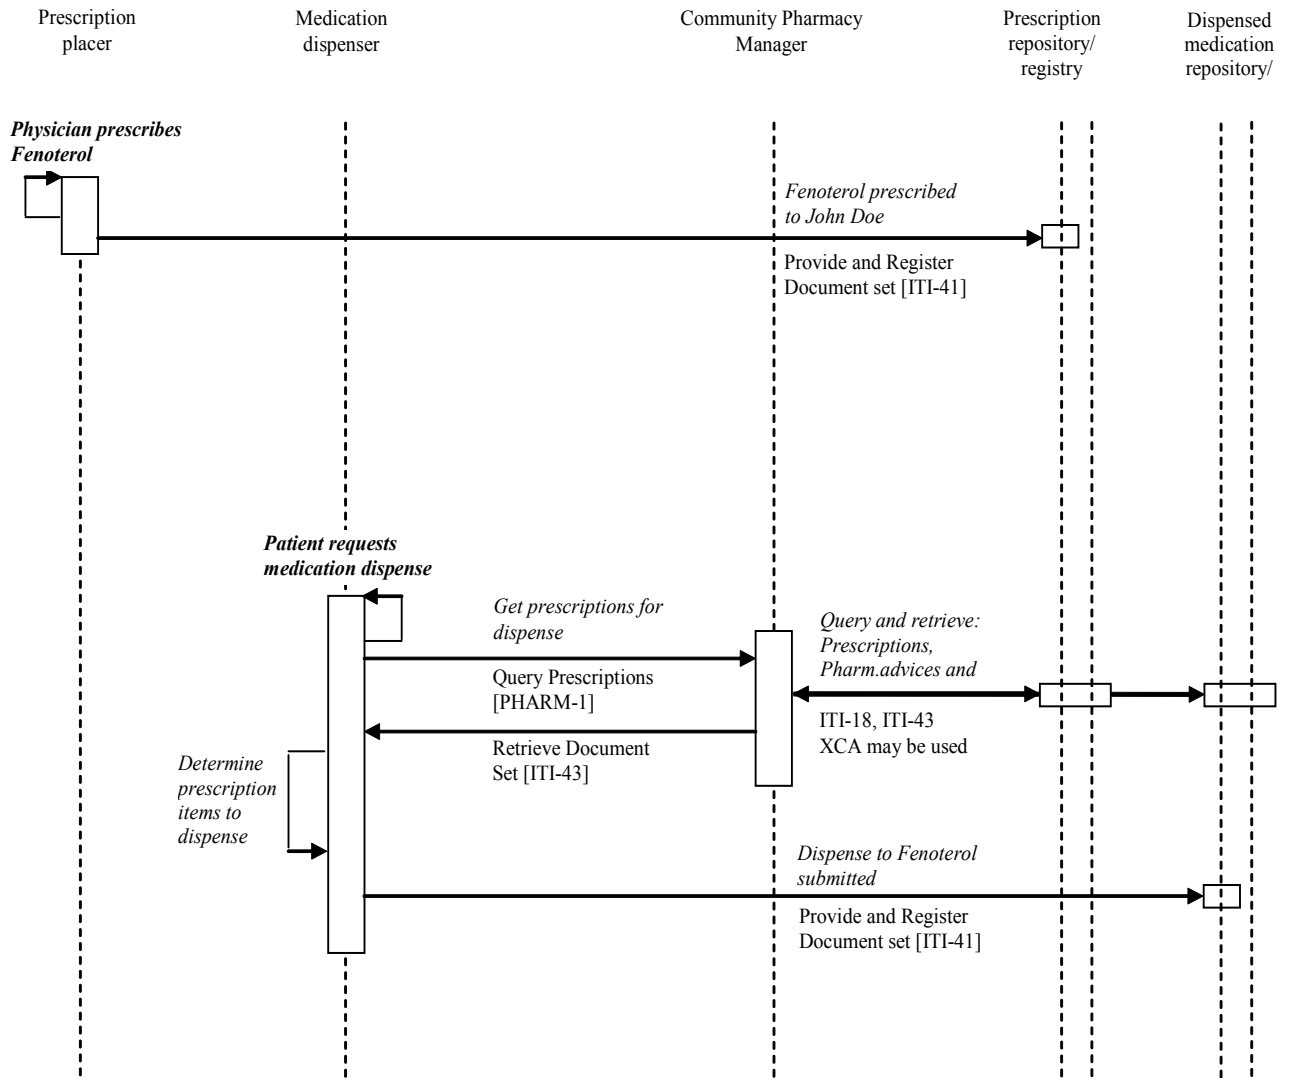 Prescription
placer
Medication
dispenser
Community Pharmacy
Manager
Prescription
repository/
registry
Dispensed
medication
repository/
Physician prescribes
Fenoterol
Fenoterol prescribed
to John Doe
Provide and Register
Document set [ITI-41]
Patient requests
medication dispense
Get prescriptions for
dispense
Query Prescriptions
[PHARM-1]
Query and retrieve:
Prescriptions,
Pharm.advices and
ITI-18, ITI-43
XCA may be used
Retrieve Document
Set [ITI-43]
Determine
prescription
items to
dispense
Dispense to Fenoterol
submitted
Provide and Register
Document set [ITI-41]